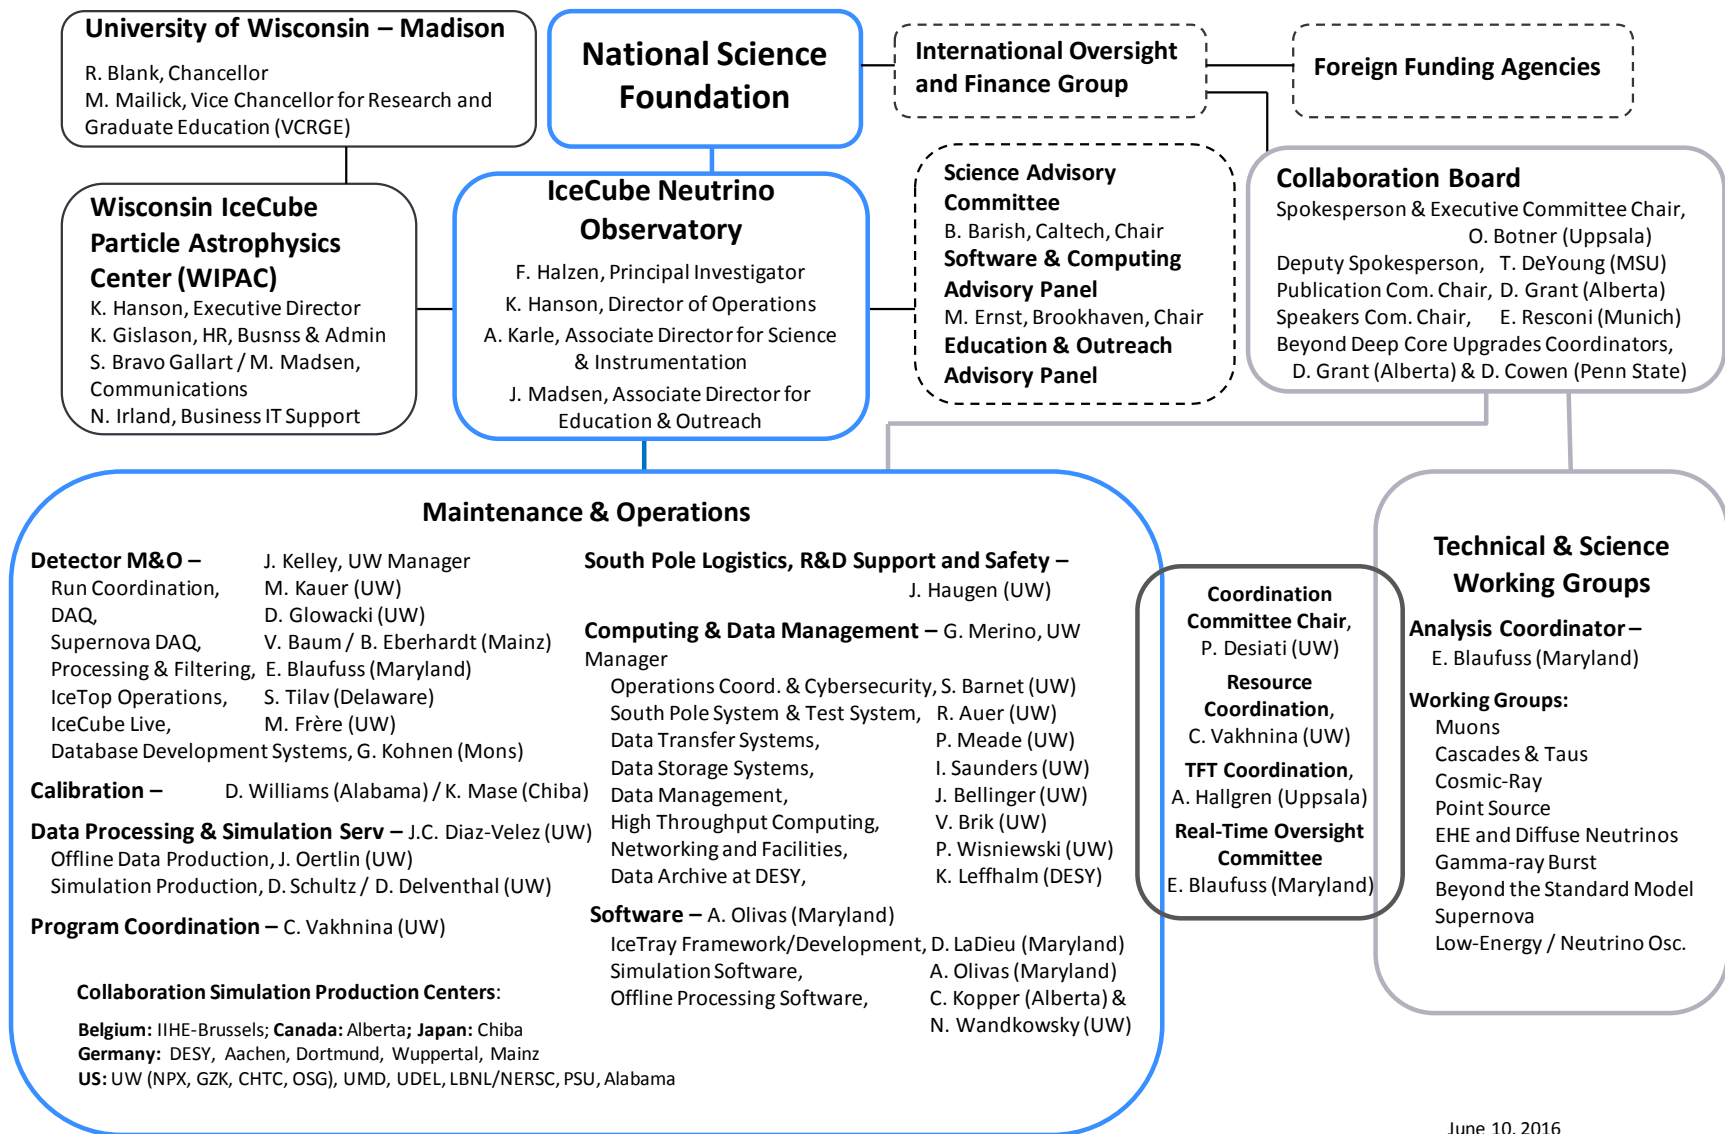 University of Wisconsin – Madison
R. Blank, Chancellor
M. Mailick, Vice Chancellor for Research and
Graduate Education (VCRGE)
National Science
Foundation
International Oversight
and Finance Group
Foreign Funding Agencies
Wisconsin IceCube
Particle Astrophysics
Center (WIPAC)
K. Hanson, Executive Director
K. Gislason, HR, Busnss & Admin
S. Bravo Gallart / M. Madsen,
Communications
N. Irland, Business IT Support
IceCube Neutrino
Observatory
F. Halzen, Principal Investigator
K. Hanson, Director of Operations
A. Karle, Associate Director for Science
& Instrumentation
J. Madsen, Associate Director for
Education & Outreach
Science Advisory
Committee
B. Barish, Caltech, Chair
Software & Computing
Advisory Panel
M. Ernst, Brookhaven, Chair
Education & Outreach
Advisory Panel
Collaboration Board
Spokesperson & Executive Committee Chair,
O. Botner (Uppsala)
Deputy Spokesperson, T. DeYoung (MSU)
Publication Com. Chair, D. Grant (Alberta)
Speakers Com. Chair, E. Resconi (Munich)
Beyond Deep Core Upgrades Coordinators,
D. Grant (Alberta) & D. Cowen (Penn State)
Maintenance & Operations
Detector M&O – J. Kelley, UW Manager
Run Coordination, M. Kauer (UW)
DAQ, D. Glowacki (UW)
Supernova DAQ, V. Baum / B. Eberhardt (Mainz)
Processing & Filtering, E. Blaufuss (Maryland)
IceTop Operations, S. Tilav (Delaware)
IceCube Live, M. Frère (UW)
Database Development Systems, G. Kohnen (Mons)
Calibration – D. Williams (Alabama) / K. Mase (Chiba)
Data Processing & Simulation Serv – J.C. Diaz-Velez (UW)
Offline Data Production, J. Oertlin (UW)
Simulation Production, D. Schultz / D. Delventhal (UW)
Program Coordination – C. Vakhnina (UW)
Collaboration Simulation Production Centers:
Belgium: IIHE-Brussels; Canada: Alberta; Japan: Chiba
Germany: DESY, Aachen, Dortmund, Wuppertal, Mainz
US: UW (NPX, GZK, CHTC, OSG), UMD, UDEL, LBNL/NERSC, PSU, Alabama
South Pole Logistics, R&D Support and Safety –
J. Haugen (UW)
Computing & Data Management – G. Merino, UW
Manager
Operations Coord. & Cybersecurity, S. Barnet (UW)
South Pole System & Test System, R. Auer (UW)
Data Transfer Systems, P. Meade (UW)
Data Storage Systems, I. Saunders (UW)
Data Management, J. Bellinger (UW)
High Throughput Computing, V. Brik (UW)
Networking and Facilities, P. Wisniewski (UW)
Data Archive at DESY, K. Leffhalm (DESY)
Software – A. Olivas (Maryland)
IceTray Framework/Development, D. LaDieu (Maryland)
Simulation Software, A. Olivas (Maryland)
Offline Processing Software, C. Kopper (Alberta) &
N. Wandkowsky (UW)
Coordination
Committee Chair,
P. Desiati (UW)
Resource
Coordination,
C. Vakhnina (UW)
TFT Coordination,
A. Hallgren (Uppsala)
Real-Time Oversight
Committee
E. Blaufuss (Maryland)
Technical & Science
Working Groups
Analysis Coordinator –
E. Blaufuss (Maryland)
Working Groups:
Muons
Cascades & Taus
Cosmic-Ray
Point Source
EHE and Diffuse Neutrinos
Gamma-ray Burst
Beyond the Standard Model
Supernova
Low-Energy / Neutrino Osc.
June 10, 2016